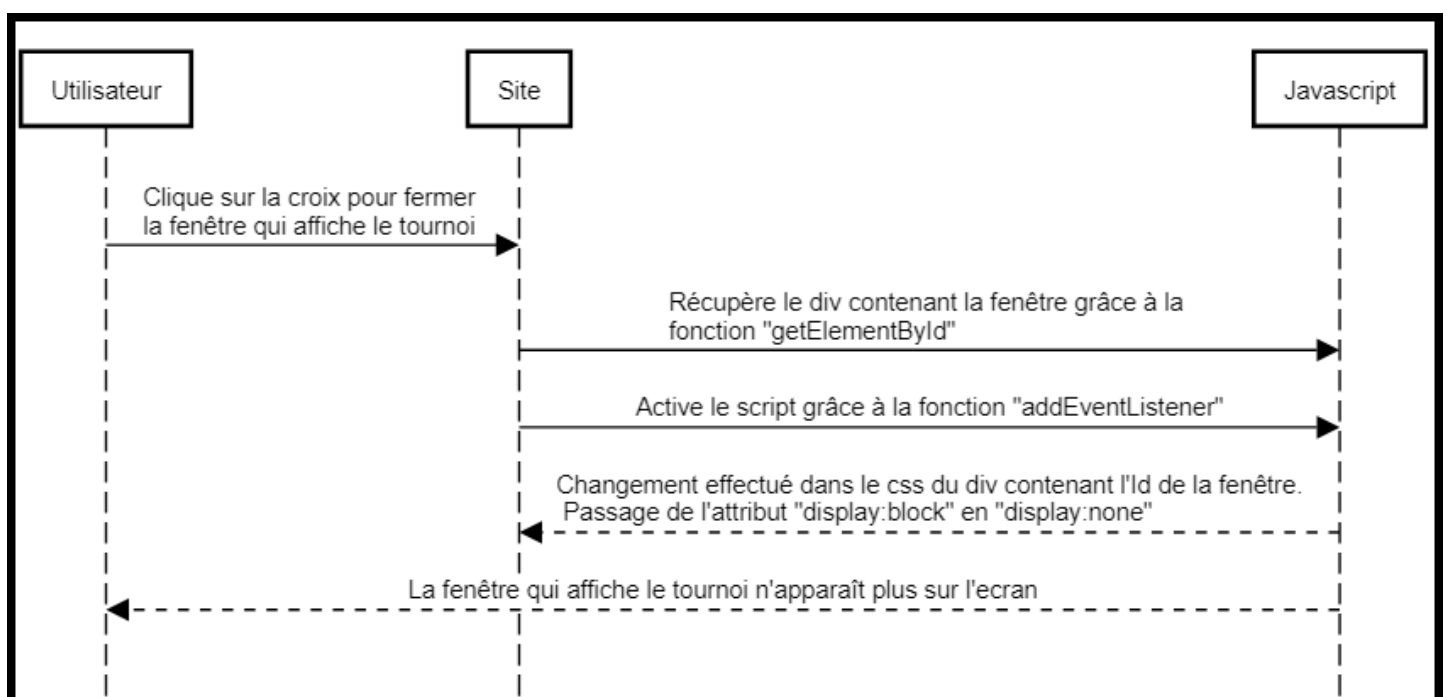 Utilisateur
Site
Javascript
Clique sur la croix pour fermer
la fenêtre qui affiche le tournoi
Récupère le div contenant la fenêtre grâce à la
fonction "getElementById"
Active le script grâce à la fonction "addEventListener"
Changement effectué dans le css du div contenant l'Id de la fenêtre.
Passage de l'attribut "display:block" en "display:none"
La fenêtre qui affiche le tournoi n'apparaît plus sur l'ecran